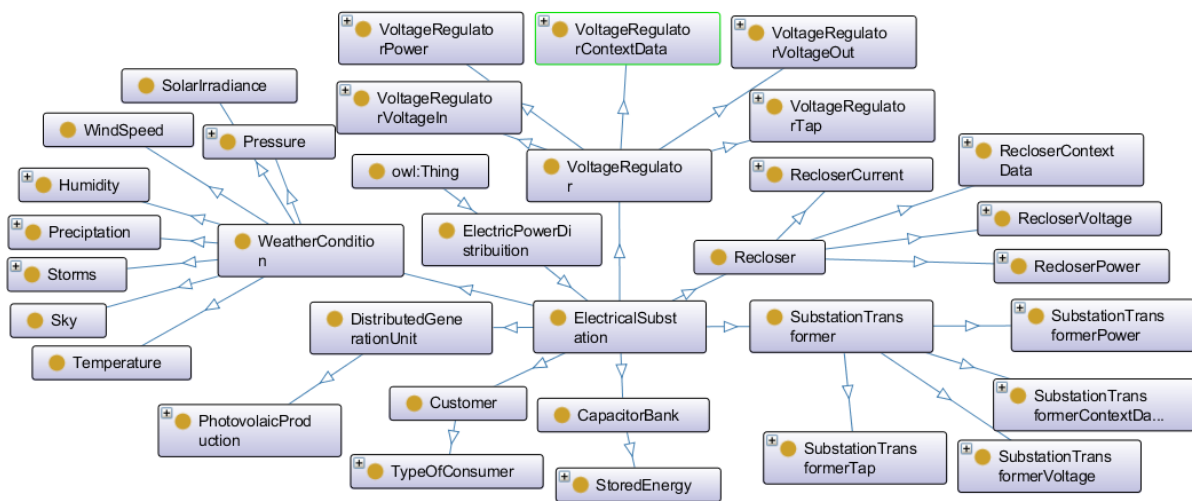 VoltageRegulato
rPower
VoltageRegulato
rContextData
VoltageRegulato
rVoltageOut
SolarIrradiance
VoltageRegulato
rVoltageIn
VoltageRegulato
rTap
WindSpeed
Pressure
owl:Thing
VoltageRegulato
r
RecloserCurrent
RecloserContext
Data
Humidity
RecloserVoltage
Preciptation
WeatherConditio
n
ElectricPowerDi
stribuition
Recloser
RecloserPower
Storms
Sky
DistributedGene
rationUnit
ElectricalSubst
ation
SubstationTrans
former
SubstationTrans
formerPower
Temperature
Customer
CapacitorBank
SubstationTrans
formerContextDa...
PhotovolaicProd
uction
TypeOfConsumer
StoredEnergy
SubstationTrans
formerTap
SubstationTrans
formerVoltage